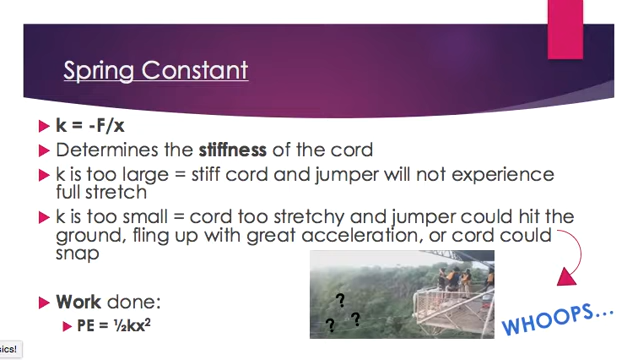 Spring Constant
k = -F/x
Determines the stiffness of the cord
k is too large = stiff cord and jumper will not experience
full stretch
k is too small = cord too stretchy and jumper could hit the
ground, fling up with great acceleration, or cord could
snap
? ? ?
WHOOPS...
Work done:
PE = ½kx²
sics!